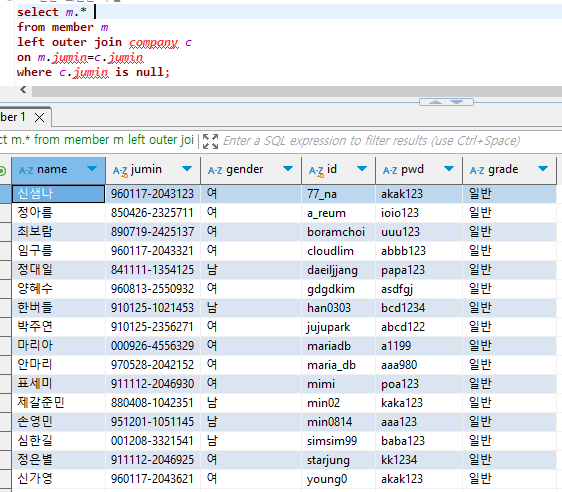 select m.*
from member m
left outer join company c
on m.jumin=c.jumin
where c.jumin is null;
ber 1
ct m.* from member m left outer joi Enter a SQL expression to filter results (use Ctrl+Space)
A-Z name A-Z jumin A-Z gender A-Z id A-Z pwd A-Z grade
신샘나 960117-2043123 여 77_na akak123 일반
정아름 850426-2325711 여 a_reum ioio123 일반
최보람 890719-2425137 여 boramchoi uuu123 일반
임구름 960117-2043321 여 cloudlim abbb123 일반
정대일 841111-1354125 남 daeiljjang papa123 일반
양혜수 960813-2550932 여 gdgdkim asdfgj 일반
한버들 910125-1021453 남 han0303 bcd1234 일반
박주연 910125-2356271 여 jujupark abcd122 일반
마리아 000926-4556329 여 mariadb a1199 일반
안마리 970528-2042152 여 maria_db aaa980 일반
표세미 911112-2046930 여 mimi poa123 일반
제갈준민 880408-1042351 남 min02 kaka123 일반
손영민 951201-1051145 남 min0814 aaa123 일반
심한길 001208-3321541 남 simsim99 baba123 일반
정은별 911112-2046925 여 starjung kk1234 일반
신가영 960117-2043621 여 young0 akak123 일반